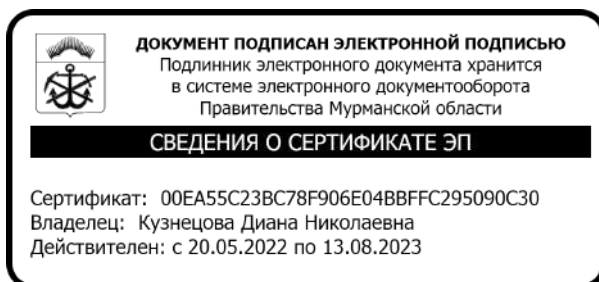 ДОКУМЕНТ ПОДПИСАН ЭЛЕКТРОННОЙ ПОДПИСЬЮ
Подлинник электронного документа хранится
в системе электронного документооборота
Правительства Мурманской области
СВЕДЕНИЯ О СЕРТИФИКАТЕ ЭП
Сертификат: 00EA55C23BC78F906E04BBFFC295090C30
Владелец: Кузнецова Диана Николаевна
Действителен: с 20.05.2022 по 13.08.2023